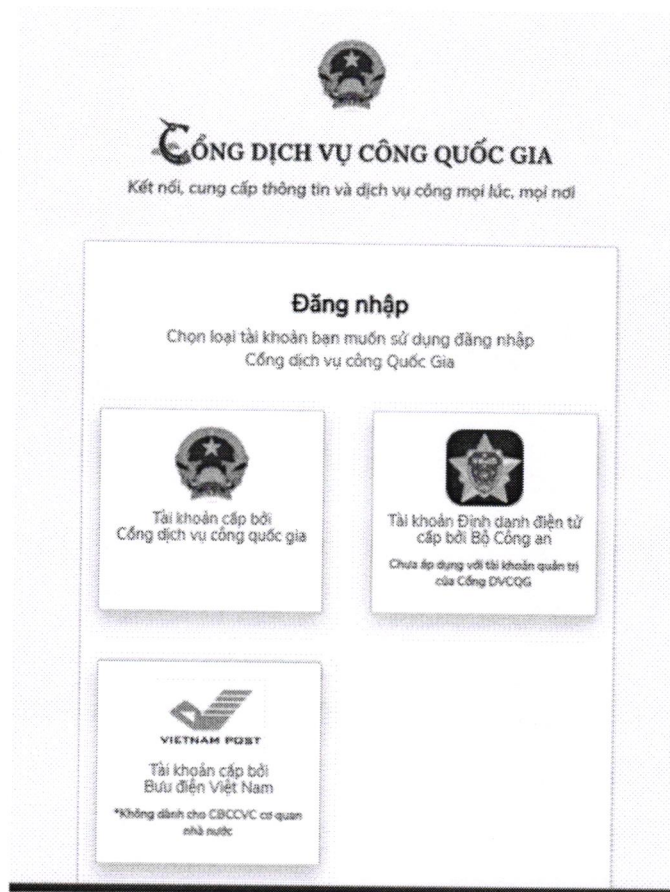 CỔNG DỊCH VỤ CÔNG QUỐC GIA
Kết nối, cung cấp thông tin và dịch vụ công mọi lúc, mọi nơi
Đăng nhập
Chọn loại tài khoản bạn muốn sử dụng đăng nhập
Cổng dịch vụ công Quốc Gia
Tài khoản cấp bởi
Cổng dịch vụ công quốc gia
Tài khoản Định danh điện tử
cấp bởi Bộ Công an
Chưa áp dụng với tài khoản quản trị
của Cổng DVCQG
VIETNAM POST
Tài khoản cấp bởi
Bưu điện Việt Nam
*Không dành cho CBCCVC cơ quan
nhà nước